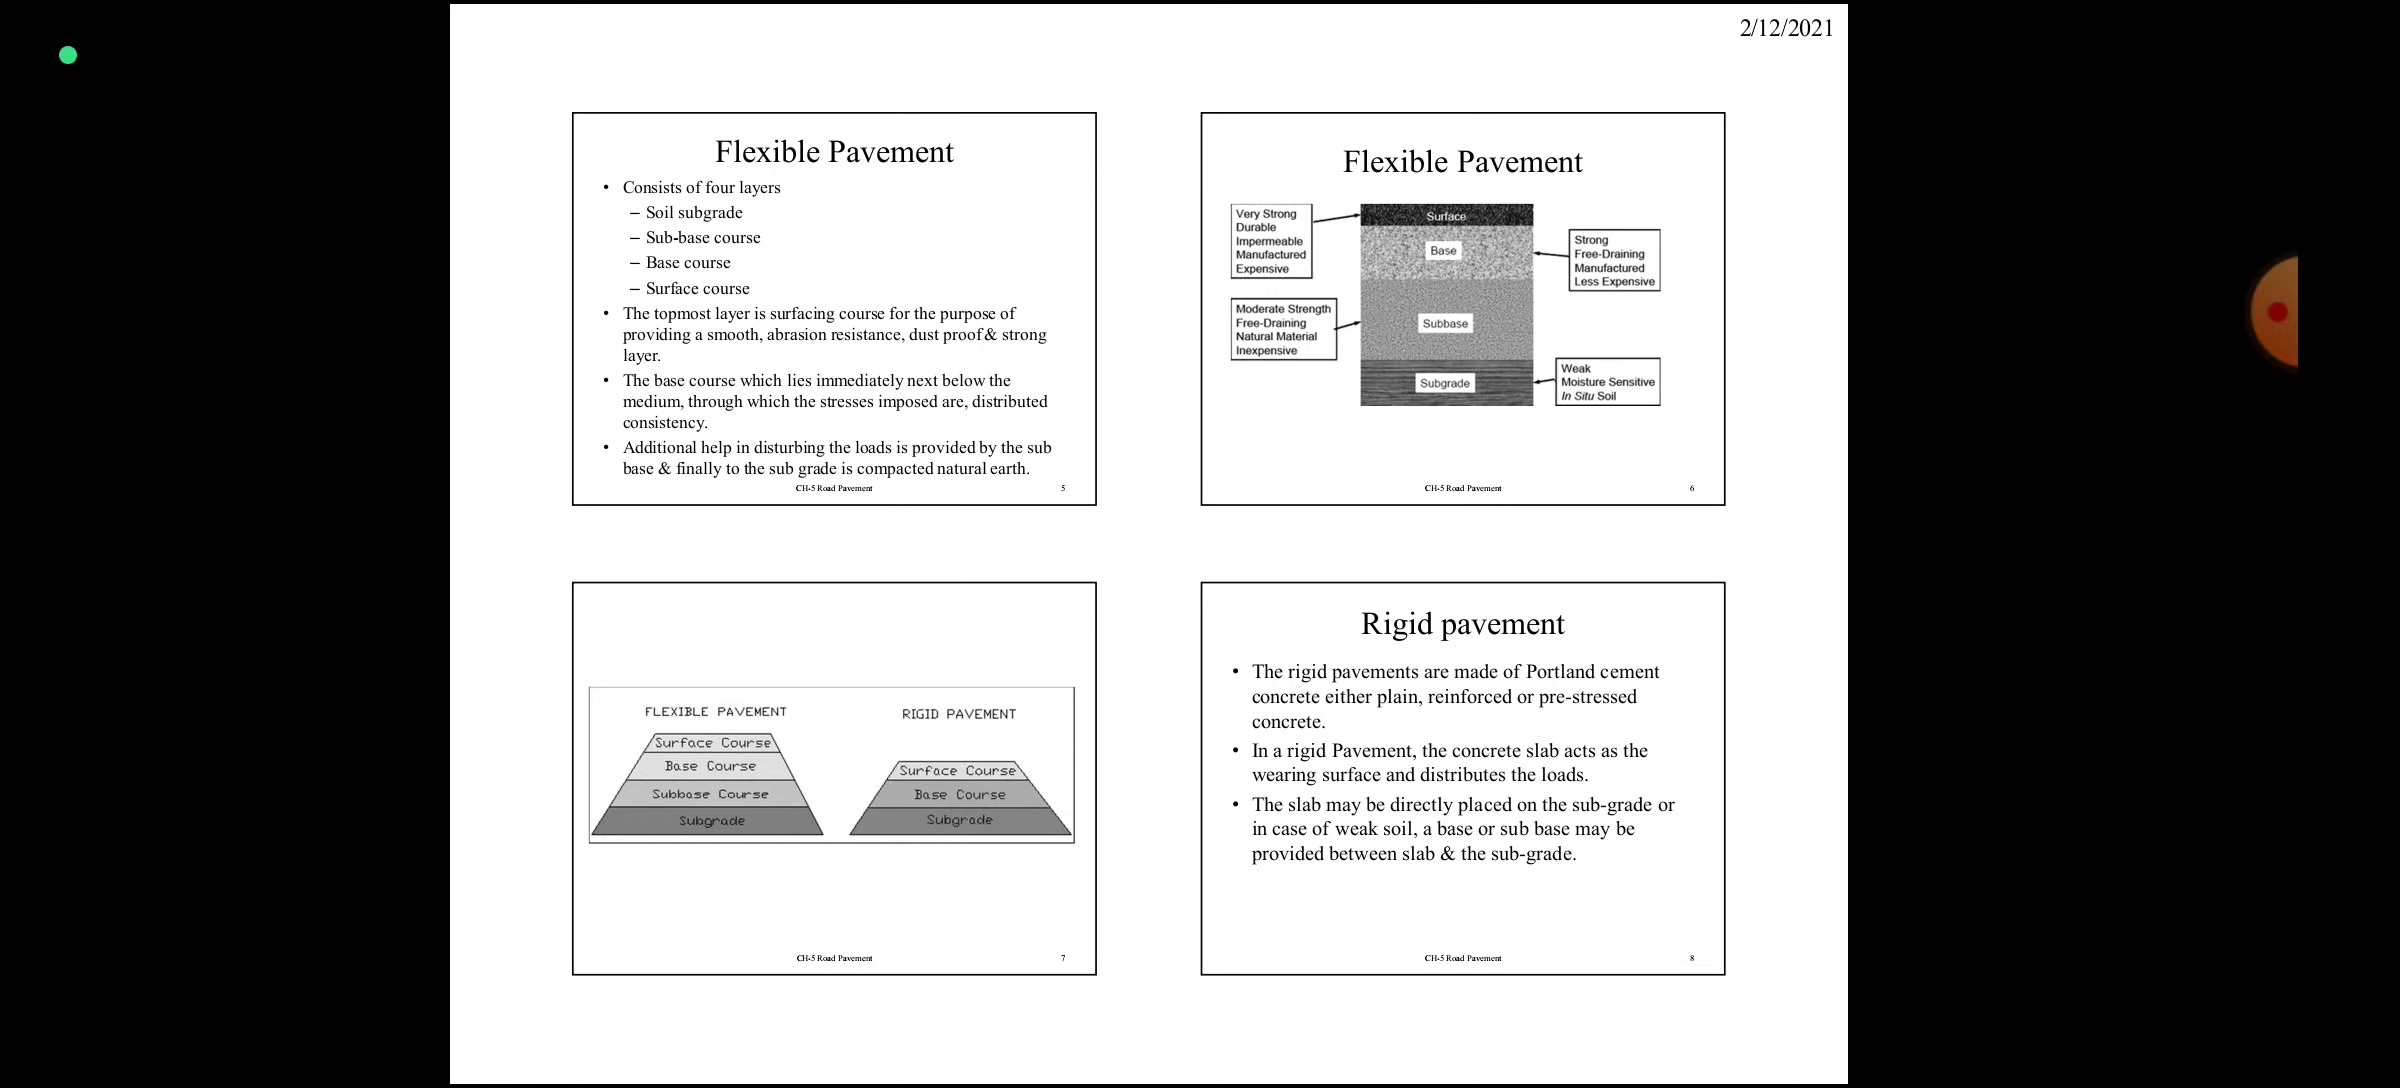 2/12/2021
Flexible Pavement
• Consists of four layers
– Soil subgrade
– Sub-base course
– Base course
– Surface course
• The topmost layer is surfacing course for the purpose of
providing a smooth, abrasion resistance, dust proof & strong
layer.
• The base course which lies immediately next below the
medium, through which the stresses imposed are, distributed
consistency.
• Additional help in disturbing the loads is provided by the sub
base & finally to the sub grade is compacted natural earth.
CH-5 Road Pavement
5
Flexible Pavement
Very Strong
Durable
Impermeable
Manufactured
Expensive
Surface
Base
Strong
Free-Draining
Manufactured
Less Expensive
Moderate Strength
Free-Draining
Natural Material
Inexpensive
Subbase
Subgrade
Weak
Moisture Sensitive
In Situ Soil
CH-5 Road Pavement
6
FLEXIBLE PAVEMENT
Surface Course
Base Course
Subbase Course
Subgrade
RIGID PAVEMENT
Surface Course
Base Course
Subgrade
CH-5 Road Pavement
7
Rigid pavement
• The rigid pavements are made of Portland cement
concrete either plain, reinforced or pre-stressed
concrete.
• In a rigid Pavement, the concrete slab acts as the
wearing surface and distributes the loads.
• The slab may be directly placed on the sub-grade or
in case of weak soil, a base or sub base may be
provided between slab & the sub-grade.
CH-5 Road Pavement
8